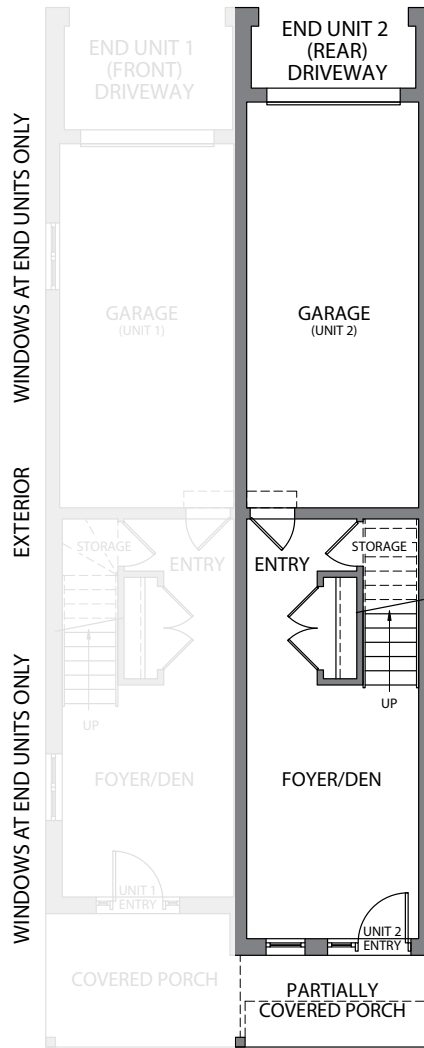 END UNIT 1
(FRONT)
DRIVEWAY
END UNIT 2
(REAR)
DRIVEWAY
WINDOWS AT END UNITS ONLY
GARAGE
(UNIT 1)
GARAGE
(UNIT 2)
EXTERIOR
STORAGE
ENTRY
ENTRY
STORAGE
UP
UP
WINDOWS AT END UNITS ONLY
FOYER/DEN
FOYER/DEN
UNIT 1
ENTRY
UNIT 2
ENTRY
COVERED PORCH
PARTIALLY
COVERED PORCH